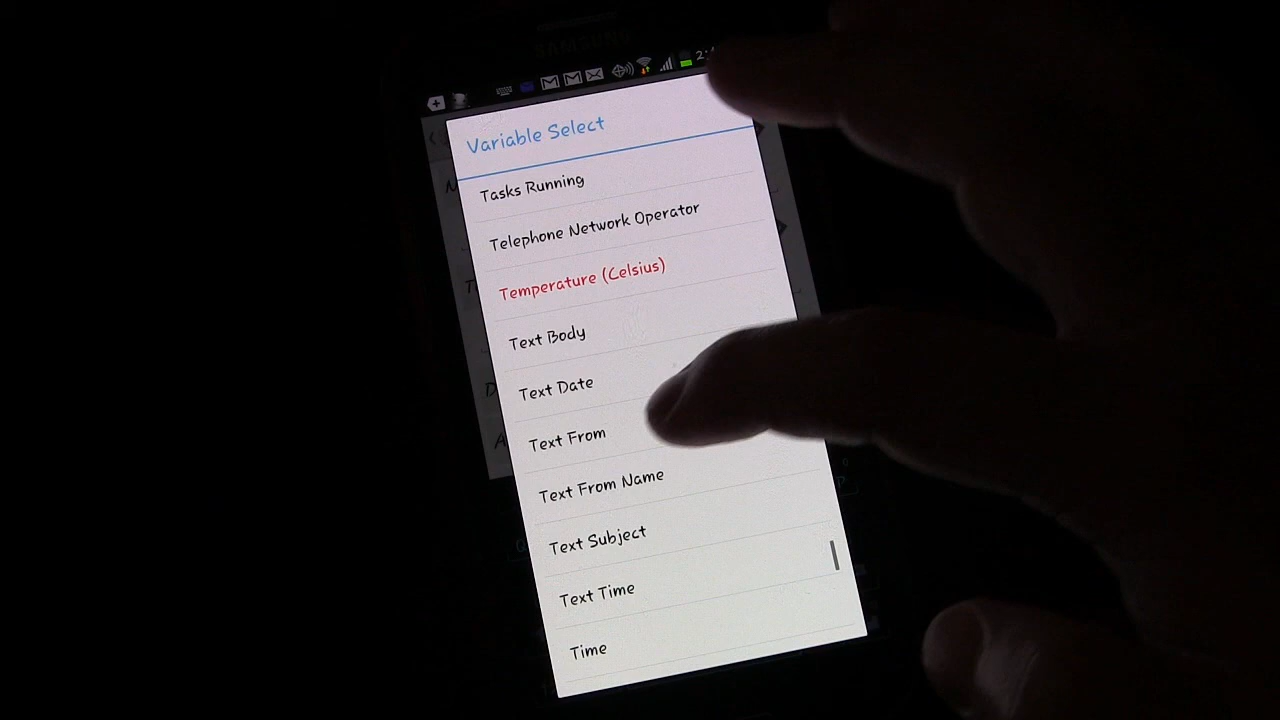 SAMSUNG
Variable Select
Tasks Running
Telephone Network Operator
Temperature (Celsius)
Text Body
Text Date
Text From
Text From Name
Text Subject
Text Time
Time